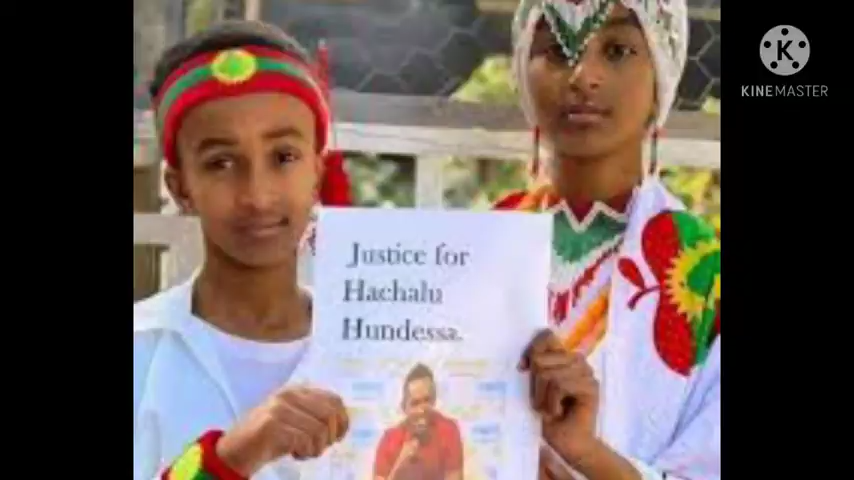 K
KINEMASTER
Justice for
Hachalu
Hundessa.